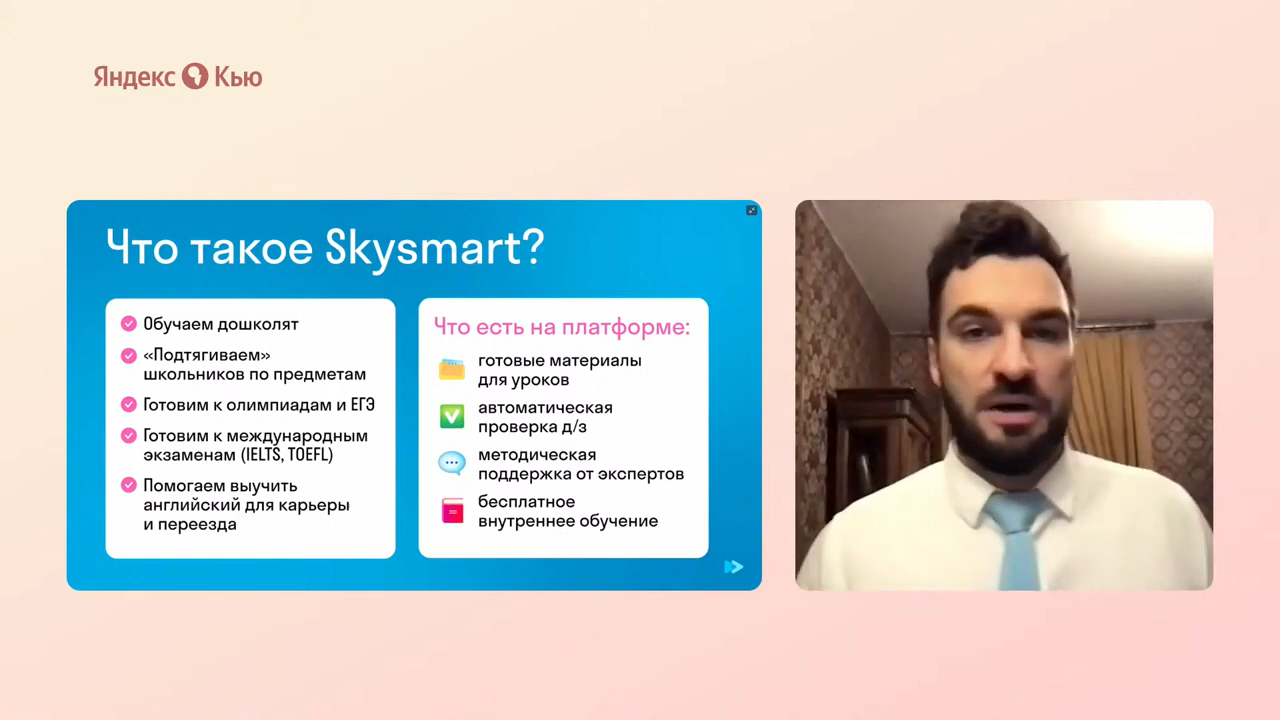 Яндекс Кью
Что такое Skysmart?
Обучаем дошколят
«Подтягиваем»
школьников по предметам
Готовим к олимпиадам и ЕГЭ
Готовим к международным
экзаменам (IELTS, TOEFL)
Помогаем выучить
английский для карьеры
и переезда
Что есть на платформе:
готовые материалы
для уроков
автоматическая
проверка д/з
методическая
поддержка от экспертов
бесплатное
внутреннее обучение